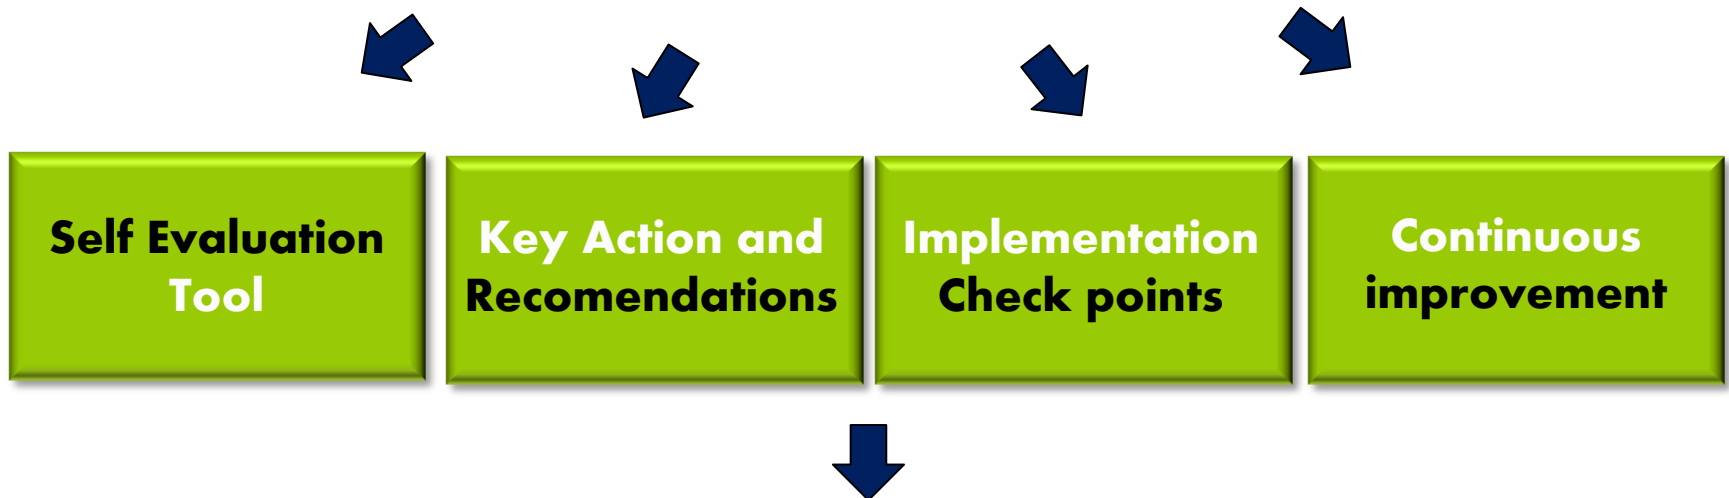 Self Evaluation
Tool
Key Action and
Recomendations
Implementation
Check points
Continuous
improvement